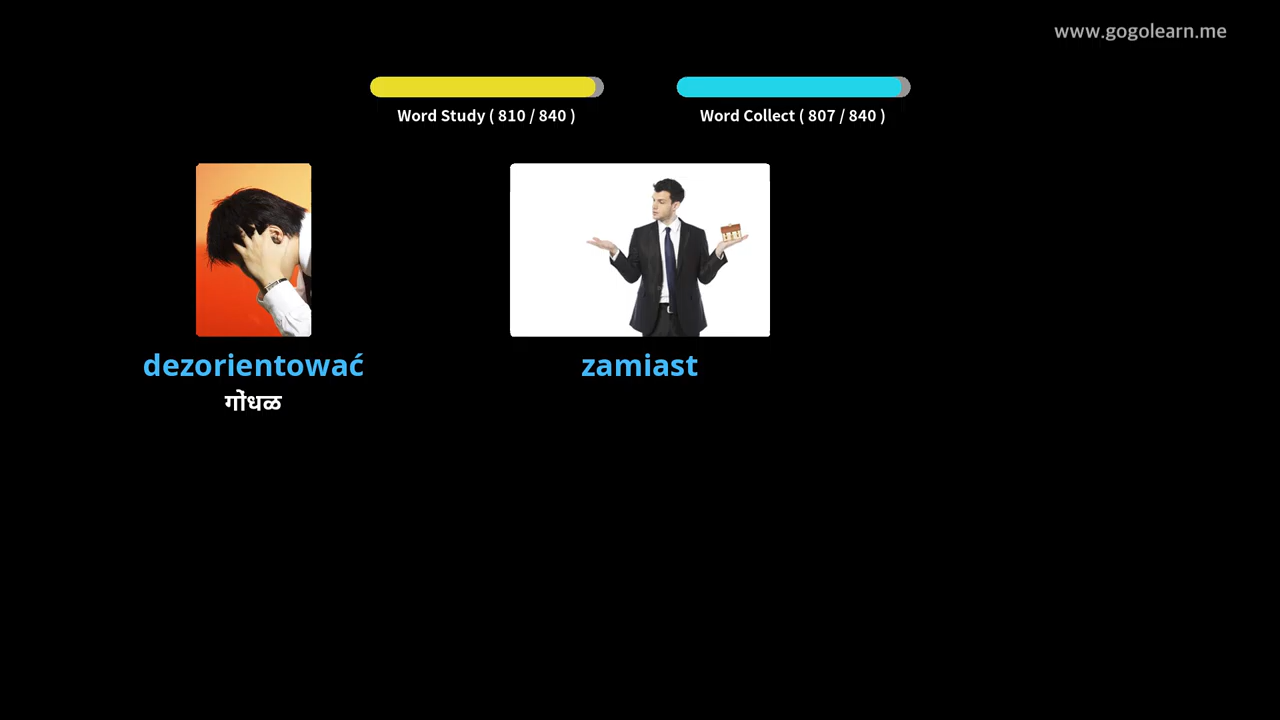 www.gogolearn.me
Word Study ( 810 / 840 )
Word Collect ( 807 / 840 )
dezorientować
गोंधळ
zamiast